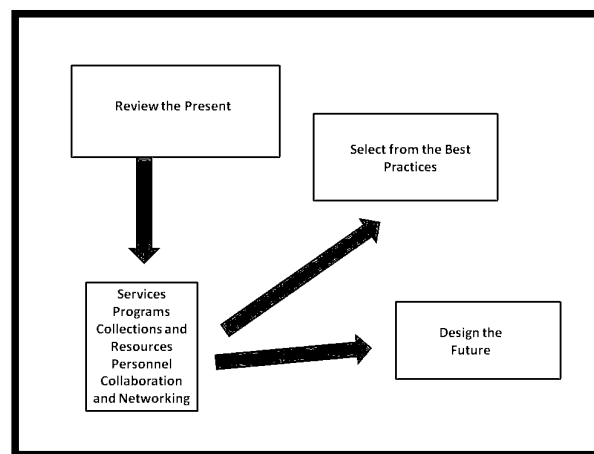 Review the Present
Select from the Best
Practices
Services
Programs
Collections and
Resources
Personnel
Collaboration
and Networking
Design the
Future